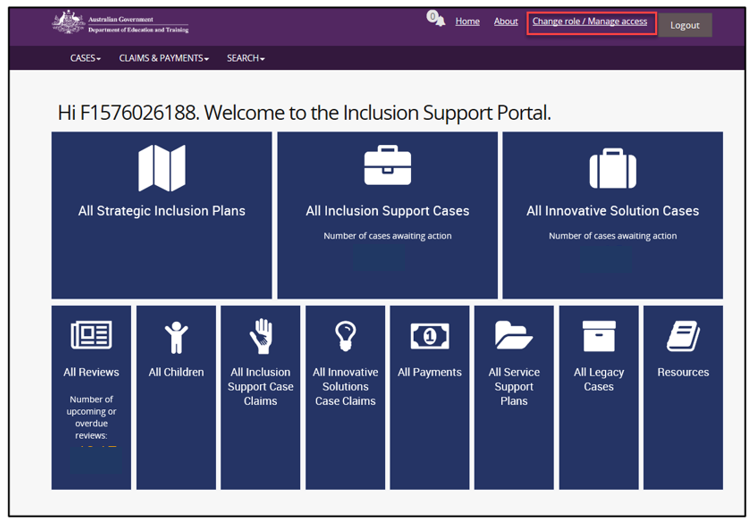 Australian Government
Department of Education and Training
0
Home
About
Change role / Manage access
Logout
CASES
CLAIMS & PAYMENTS
SEARCH
Hi F1576026188. Welcome to the Inclusion Support Portal.
All Strategic Inclusion Plans
All Inclusion Support Cases
Number of cases awaiting action
All Innovative Solution Cases
Number of cases awaiting action
All Reviews
Number of
upcoming or
overdue
reviews:
All Children
All Inclusion
Support Case
Claims
All Innovative
Solutions
Case Claims
1
All Payments
All Service
Support
Plans
All Legacy
Cases
Resources